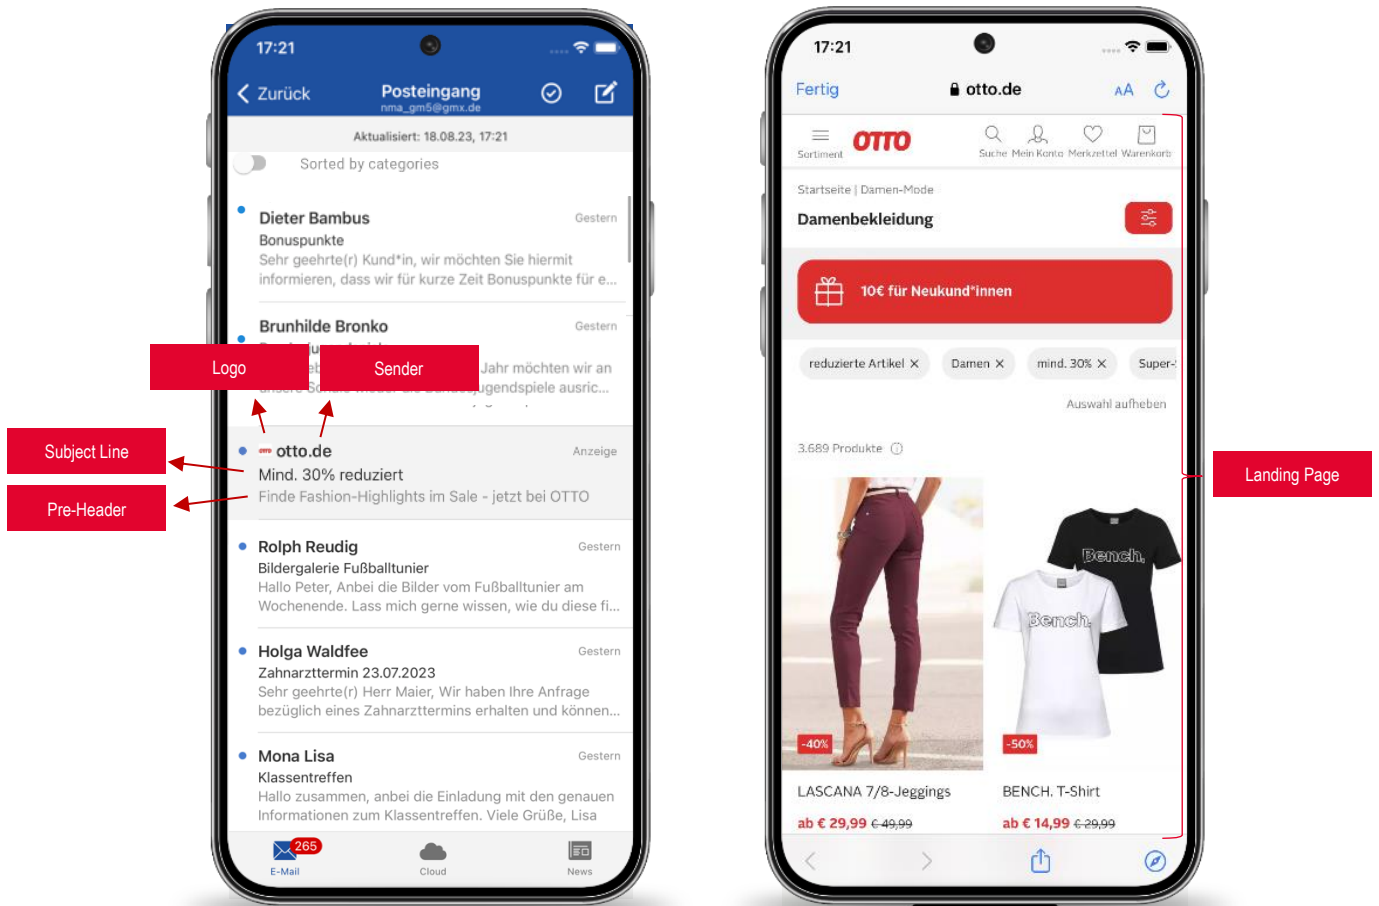 17:21
Zurück
Posteingang
nma_gm5@gmx.de
Aktualisiert: 18.08.23, 17:21
Sorted by categories
Dieter Bambus
Gestern
Bonuspunkte
Sehr geehrte(r) Kund*in, wir möchten Sie hiermit
informieren, dass wir für kurze Zeit Bonuspunkte für e...
Brunhilde Bronko
Gestern
Jahr möchten wir an
ausric...
Logo
Sender
Subject Line
Pre-Header
OTTO
otto.de
Anzeige
Mind. 30% reduziert
Finde Fashion-Highlights im Sale - jetzt bei OTTO
Rolph Reudig
Gestern
Bildergalerie Fußballtunier
Hallo Peter, Anbei die Bilder vom Fußballtunier am
Wochenende. Lass mich gerne wissen, wie du diese fi...
Holga Waldfee
Gestern
Zahnarzttermin 23.07.2023
Sehr geehrte(r) Herr Maier, Wir haben Ihre Anfrage
bezüglich eines Zahnarzttermins erhalten und können...
Mona Lisa
Gestern
Klassentreffen
Hallo zusammen, anbei die Einladung mit den genauen
Informationen zum Klassentreffen. Viele Grüße, Lisa
265
E-Mail
Cloud
News
17:21
Fertig
otto.de
AA
Sortiment
OTTO
Suche Mein Konto Merkzettel Warenkorb
Startseite | Damen-Mode
Damenbekleidung
10€ für Neukund*innen
reduzierte Artikel X
Damen X
mind. 30% X
Super-
Auswahl aufheben
3.689 Produkte
Bench.
Bench.
-40%
-50%
LASCANA 7/8-Jeggings
BENCH. T-Shirt
ab € 29,99 € 49,99
ab € 14,99 € 29,99
Landing Page